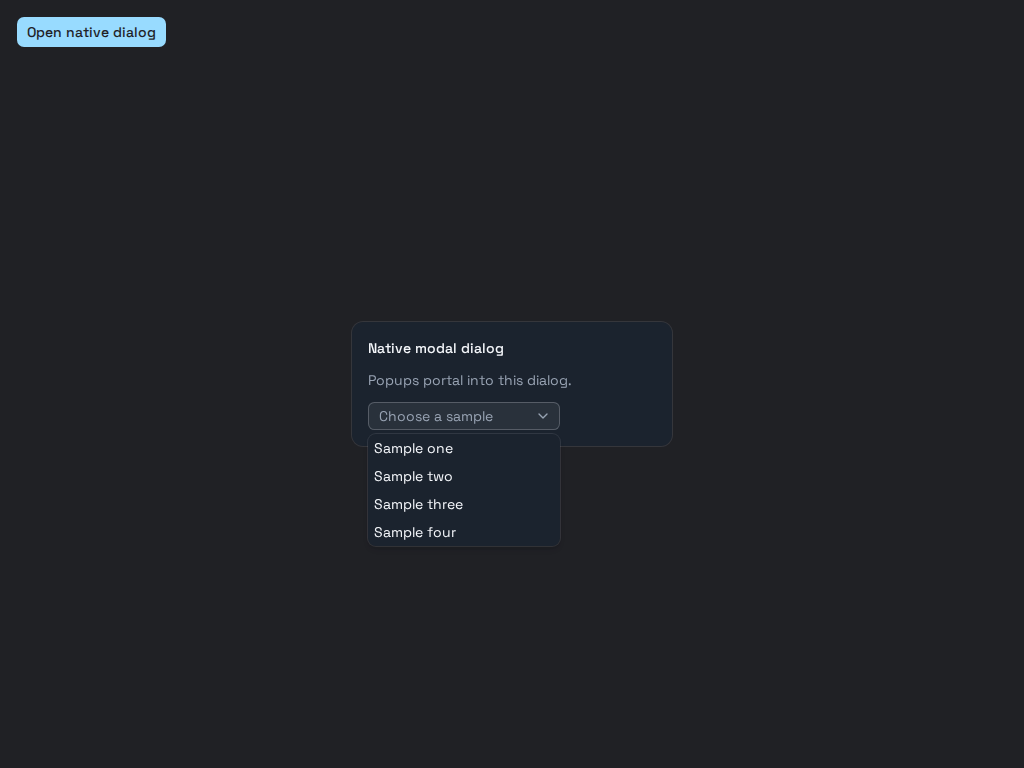 Open native dialog
Native modal dialog
Popups portal into this dialog.
Choose a sample
Sample one
Sample two
Sample three
Sample four